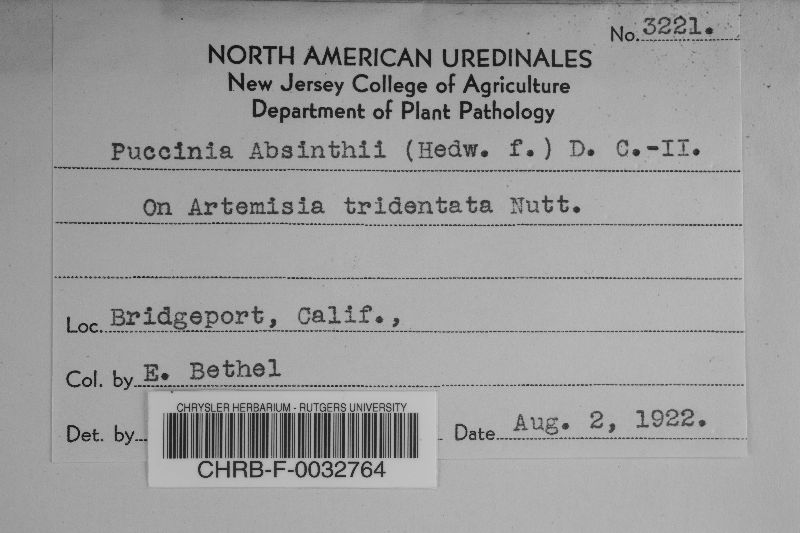 No. 3221.
NORTH AMERICAN UREDINALES
New Jersey College of Agriculture
Department of Plant Pathology
Puccinia Absinthii (Hedw. f.) D. C.-II.
On Artemisia tridentata Nutt.
Loc. Bridgeport, Calif.,
Col. by E. Bethel
Det. by
Date Aug. 2, 1922.
CHRYSLER HERBARIUM - RUTGERS UNIVERSITY
CHRB-F-0032764